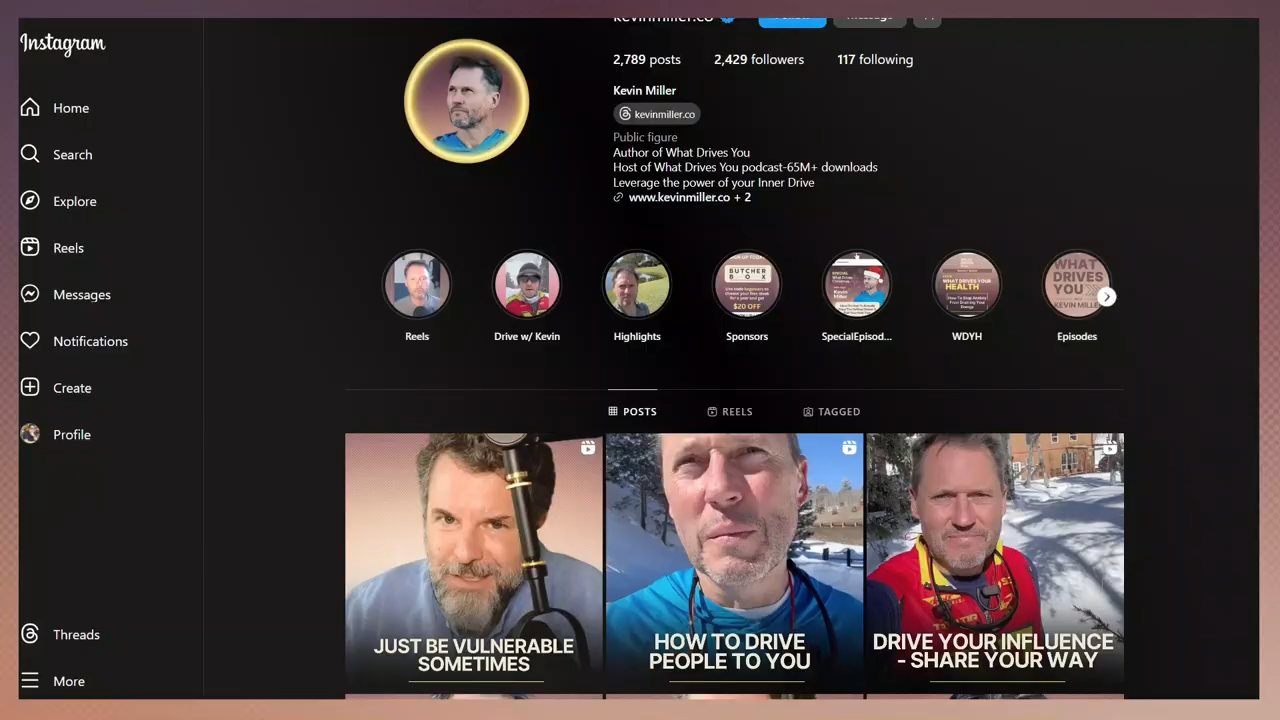 Instagram
Home
Search
Explore
Reels
Messages
Notifications
Create
Profile
Threads
More
kevinmiller.co
Message
2,789 posts 2,429 followers 117 following
Kevin Miller
kevinmiller.co
Public figure
Author of What Drives You
Host of What Drives You podcast-65M+ downloads
Leverage the power of your Inner Drive
www.kevinmiller.co + 2
BUTCHER
BOX
$20 OFF
WHAT DRIVES YOUR
HEALTH
WHAT
DRIVES
YOU
KEVIN MILLE
Reels
Drive w/ Kevin
Highlights
Sponsors
SpecialEpisod...
WDYH
Episodes
POSTS
REELS
TAGGED
JUST BE VULNERABLE
SOMETIMES
HOW TO DRIVE
PEOPLE TO YOU
DRIVE YOUR INFLUENCE
- SHARE YOUR WAY